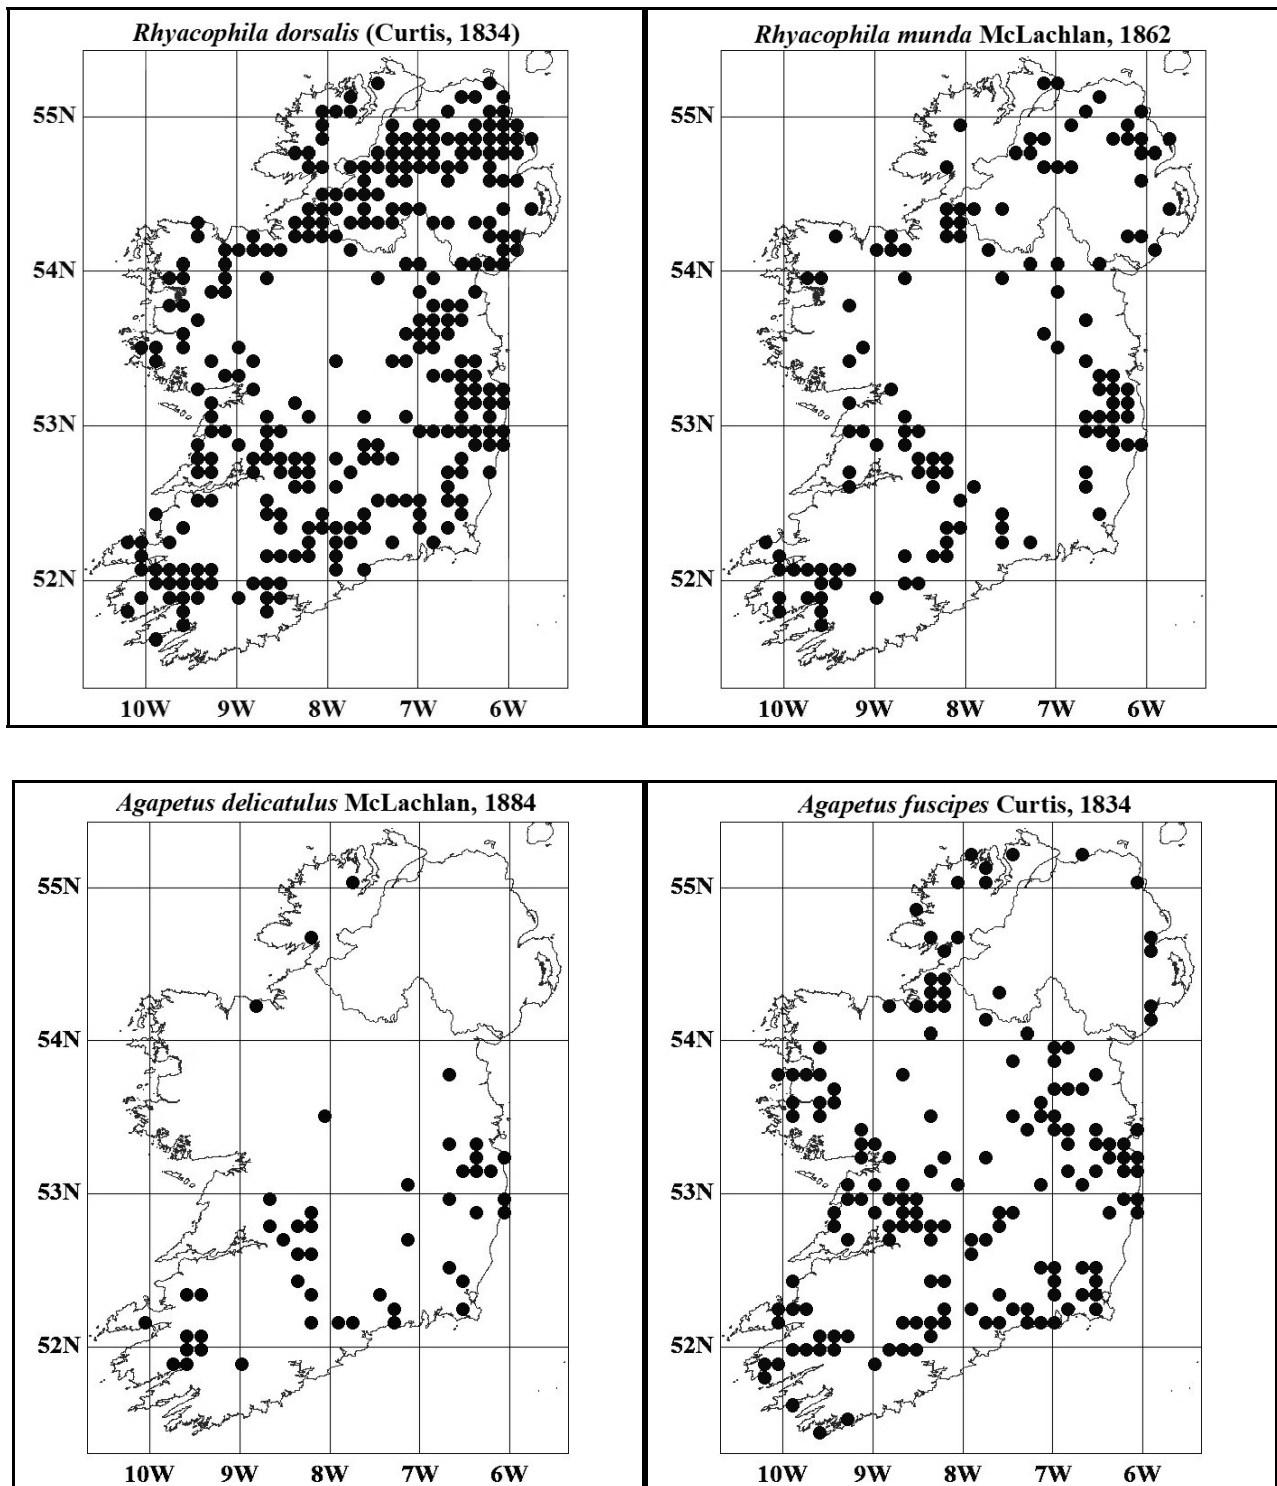 Rhyacophila dorsalis (Curtis, 1834)
55N
54N
53N
52N
10W 9W 8W 7W 6W
Rhyacophila munda McLachlan, 1862
55N
54N
53N
52N
10W 9W 8W 7W 6W
Agapetus delicatulus McLachlan, 1884
55N
54N
53N
52N
10W 9W 8W 7W 6W
Agapetus fuscipes Curtis, 1834
55N
54N
53N
52N
10W 9W 8W 7W 6W